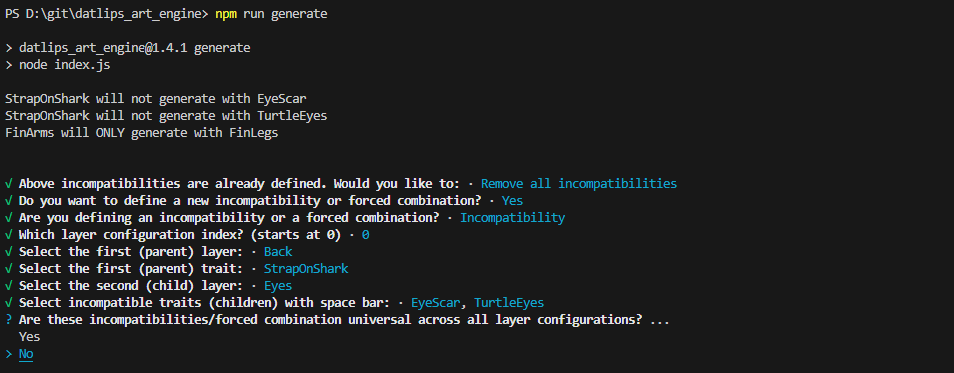 PS D:\git\datlips_art_engine> npm run generate
> datlips_art_engine@1.4.1 generate
> node index.js
StrapOnShark will not generate with EyeScar
StrapOnShark will not generate with TurtleEyes
FinArms will ONLY generate with FinLegs
√ Above incompatibilities are already defined. Would you like to: · Remove all incompatibilities
√ Do you want to define a new incompatibility or forced combination? · Yes
√ Are you defining an incompatibility or a forced combination? · Incompatibility
√ Which layer configuration index? (starts at 0) · 0
√ Select the first (parent) layer: · Back
√ Select the first (parent) trait: · StrapOnShark
√ Select the second (child) layer: · Eyes
√ Select incompatible traits (children) with space bar: · EyeScar, TurtleEyes
? Are these incompatibilities/forced combination universal across all layer configurations? ...
Yes
> No